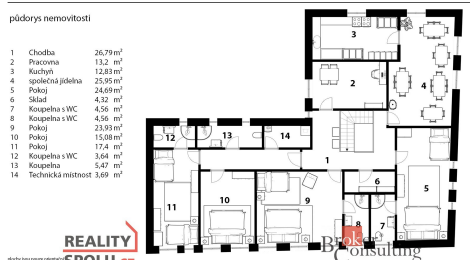 půdorys nemovitosti
1 Chodba 26,79 m²
2 Pracovna 13,2 m²
3 Kuchyň 12,83 m²
4 společná jídelna 25,95 m²
5 Pokoj 24,69 m²
6 Sklad 4,32 m²
7 Koupelna s WC 4,56 m²
8 Koupelna s WC 4,56 m²
9 Pokoj 23,93 m²
10 Pokoj 15,08 m²
11 Pokoj 17,4 m²
12 Koupelna s WC 3,64 m²
13 Koupelna 5,47 m²
14 Technická místnost 3,69 m²
3
2
4
12
13
14
1
6
5
11
10
9
8
7
REALITY
SPOLU
Broker
Consulting